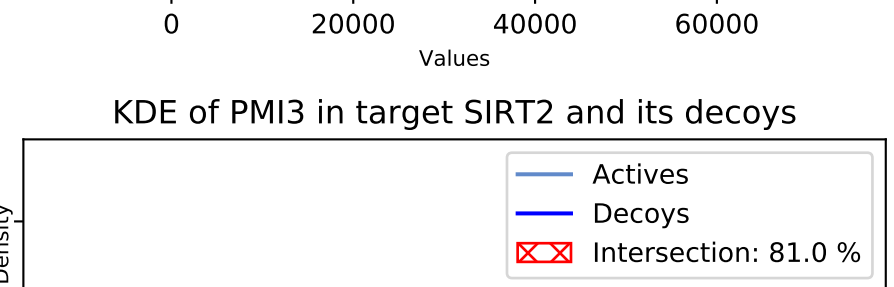 0 20000 40000 60000
Values
KDE of PMI3 in target SIRT2 and its decoys
Actives
Decoys
Intersection: 81.0 %
Density